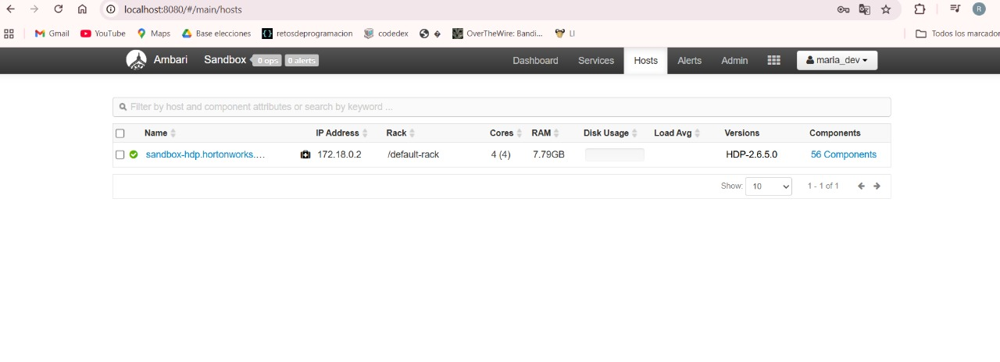 localhost:8080/#/main/hosts
R
Gmail YouTube Maps Base elecciones retosdeprogramacion codedex � OverTheWire: Bandi... LI Todos los marcador
Ambari Sandbox 0 ops 0 alerts Dashboard Services Hosts Alerts Admin maria_dev
Filter by host and component attributes or search by keyword ...
Name IP Address Rack Cores RAM Disk Usage Load Avg Versions Components
sandbox-hdp.hortonworks.... 172.18.0.2 /default-rack 4 (4) 7.79GB HDP-2.6.5.0 56 Components
Show: 10 1 - 1 of 1